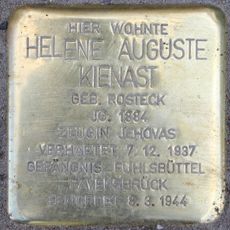 HIER WOHNTE
HELENE AUGUSTE
KIENAST
GEB. ROSTECK
JG. 1884
ZEUGIN JEHOVAS
VERHAFTET 7.12.1937
GEFÄNGNIS FUHLSBÜTTEL
RAVENSBRÜCK
ERMORDET 8.3.1944